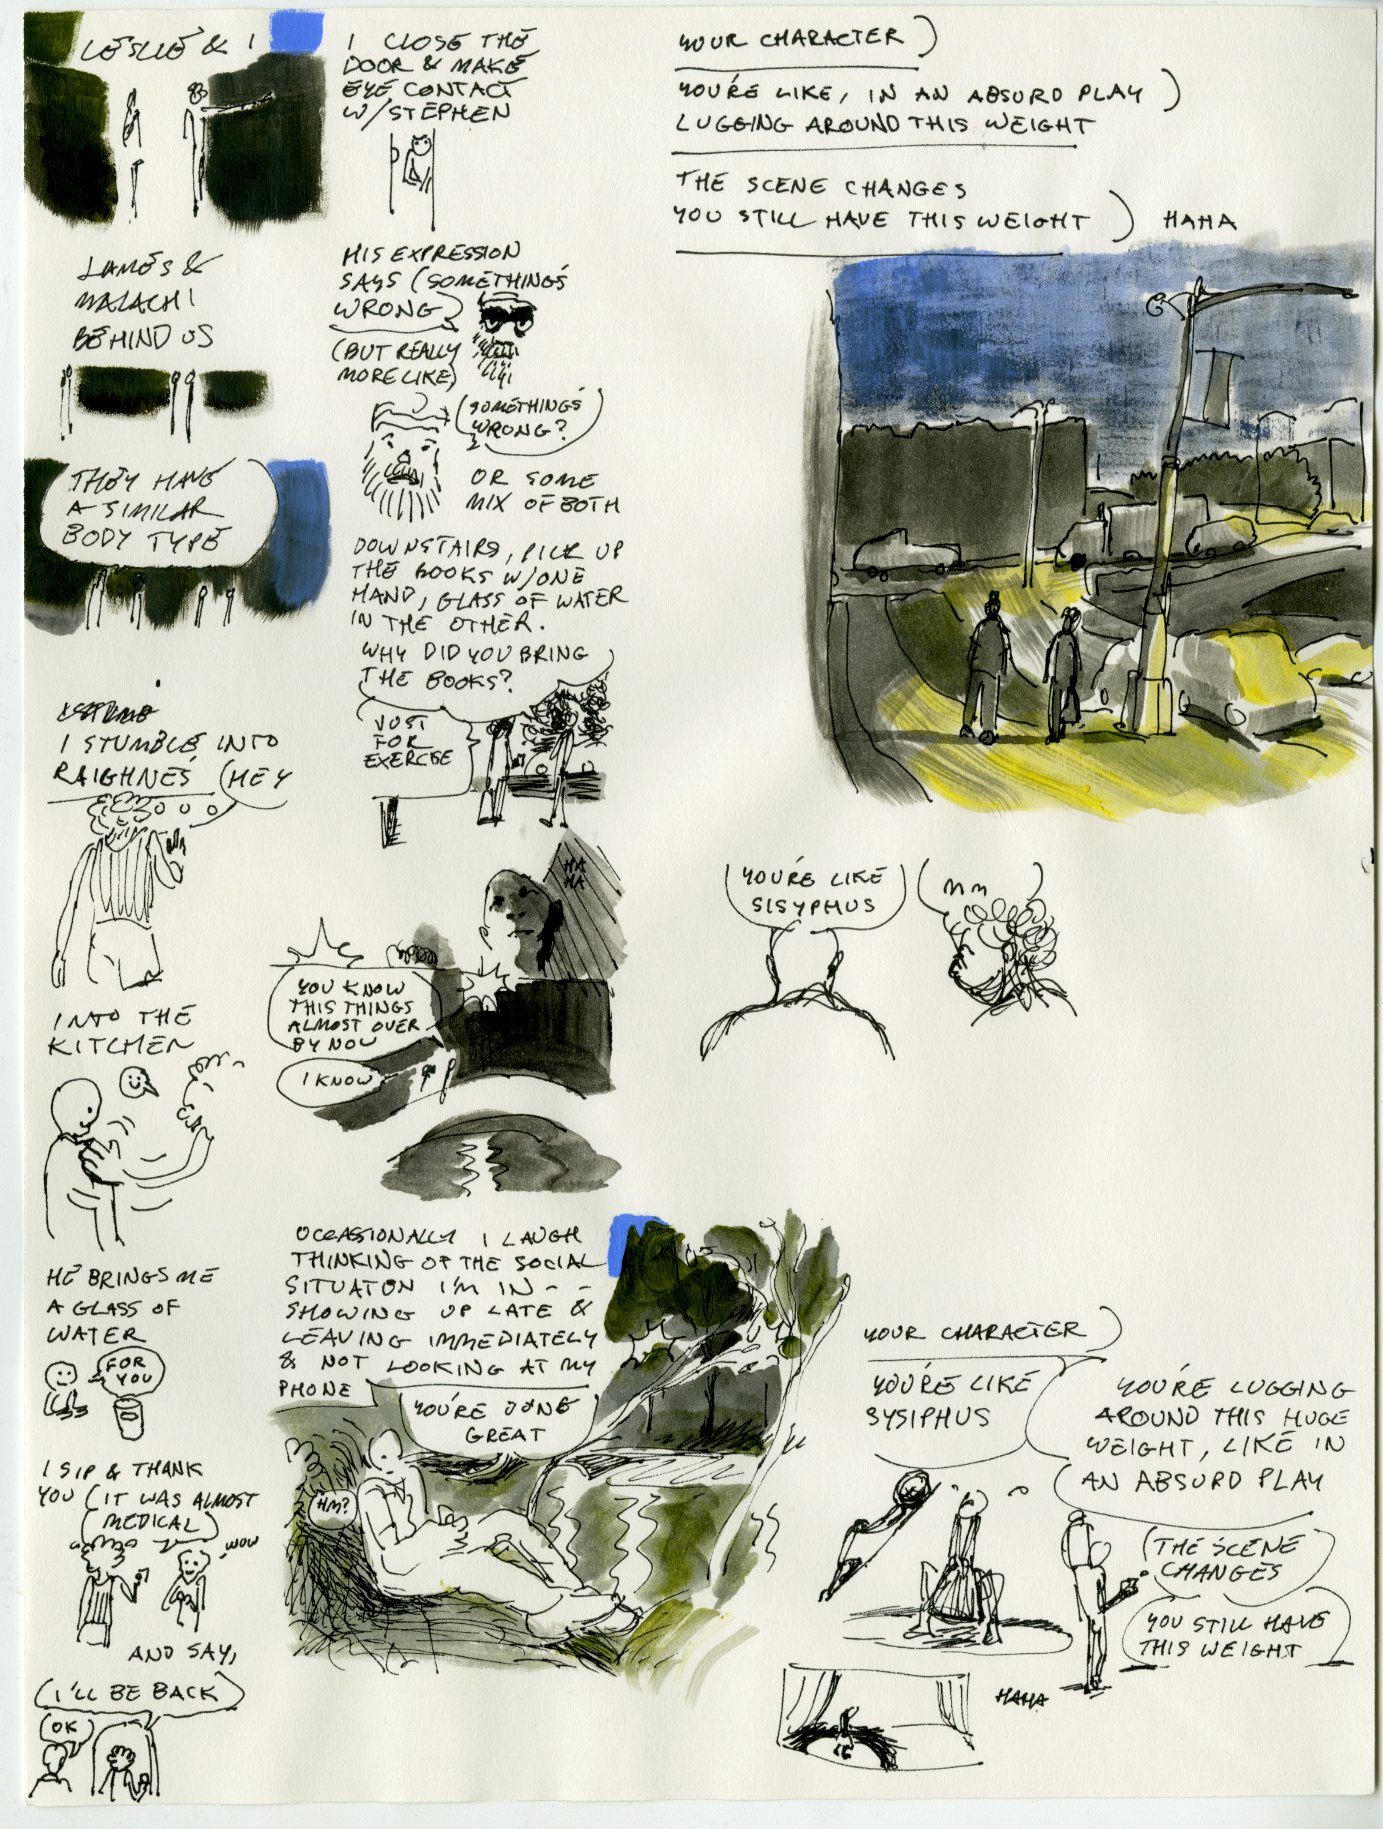 LESLIE & I
JAMES &
MALACHI
BEHIND US
THEY HAVE
A SIMILAR
BODY TYPE
I STUMBLE INTO
RAIGHNE'S (HEY
INTO THE
KITCHEN
HE BRINGS ME
A GLASS OF
WATER
FOR
YOU
I SIP & THANK
YOU (IT WAS ALMOST
MEDICAL)
WOW
AND SAY,
I'LL BE BACK
OK
I CLOSE THE
DOOR & MAKE
EYE CONTACT
W/STEPHEN
HIS EXPRESSION
SAYS (SOMETHINGS
WRONG)
(BUT REALLY
MORE LIKE)
SOMETHINGS
WRONG?
OR SOME
MIX OF BOTH
DOWNSTAIRS, PICK UP
THE BOOKS W/ONE
HAND, GLASS OF WATER
IN THE OTHER.
WHY DID YOU BRING
THE BOOKS?
JUST
FOR
EXERCISE
HA
HA
YOU KNOW
THIS THINGS
ALMOST OVER
BY NOW
I KNOW
OCCASIONALLY I LAUGH
THINKING OF THE SOCIAL
SITUATON I'M IN - -
SHOWING UP LATE &
LEAVING IMMEDIATELY
& NOT LOOKING AT MY
PHONE
YOU'RE DONE
GREAT
HM?
YOUR CHARACTER)
YOU'RE LIKE, IN AN ABSURD PLAY)
LUGGING AROUND THIS WEIGHT
THE SCENE CHANGES
YOU STILL HAVE THIS WEIGHT) HAHA
YOU'RE LIKE
SISYPHUS
MM
YOUR CHARACTER)
YOU'RE LIKE
SYSIPHUS
YOU'RE LUGGING
AROUND THIS HUGE
WEIGHT, LIKE IN
AN ABSURD PLAY
(THE SCENE
CHANGES
YOU STILL HAVE
THIS WEIGHT
HAHA